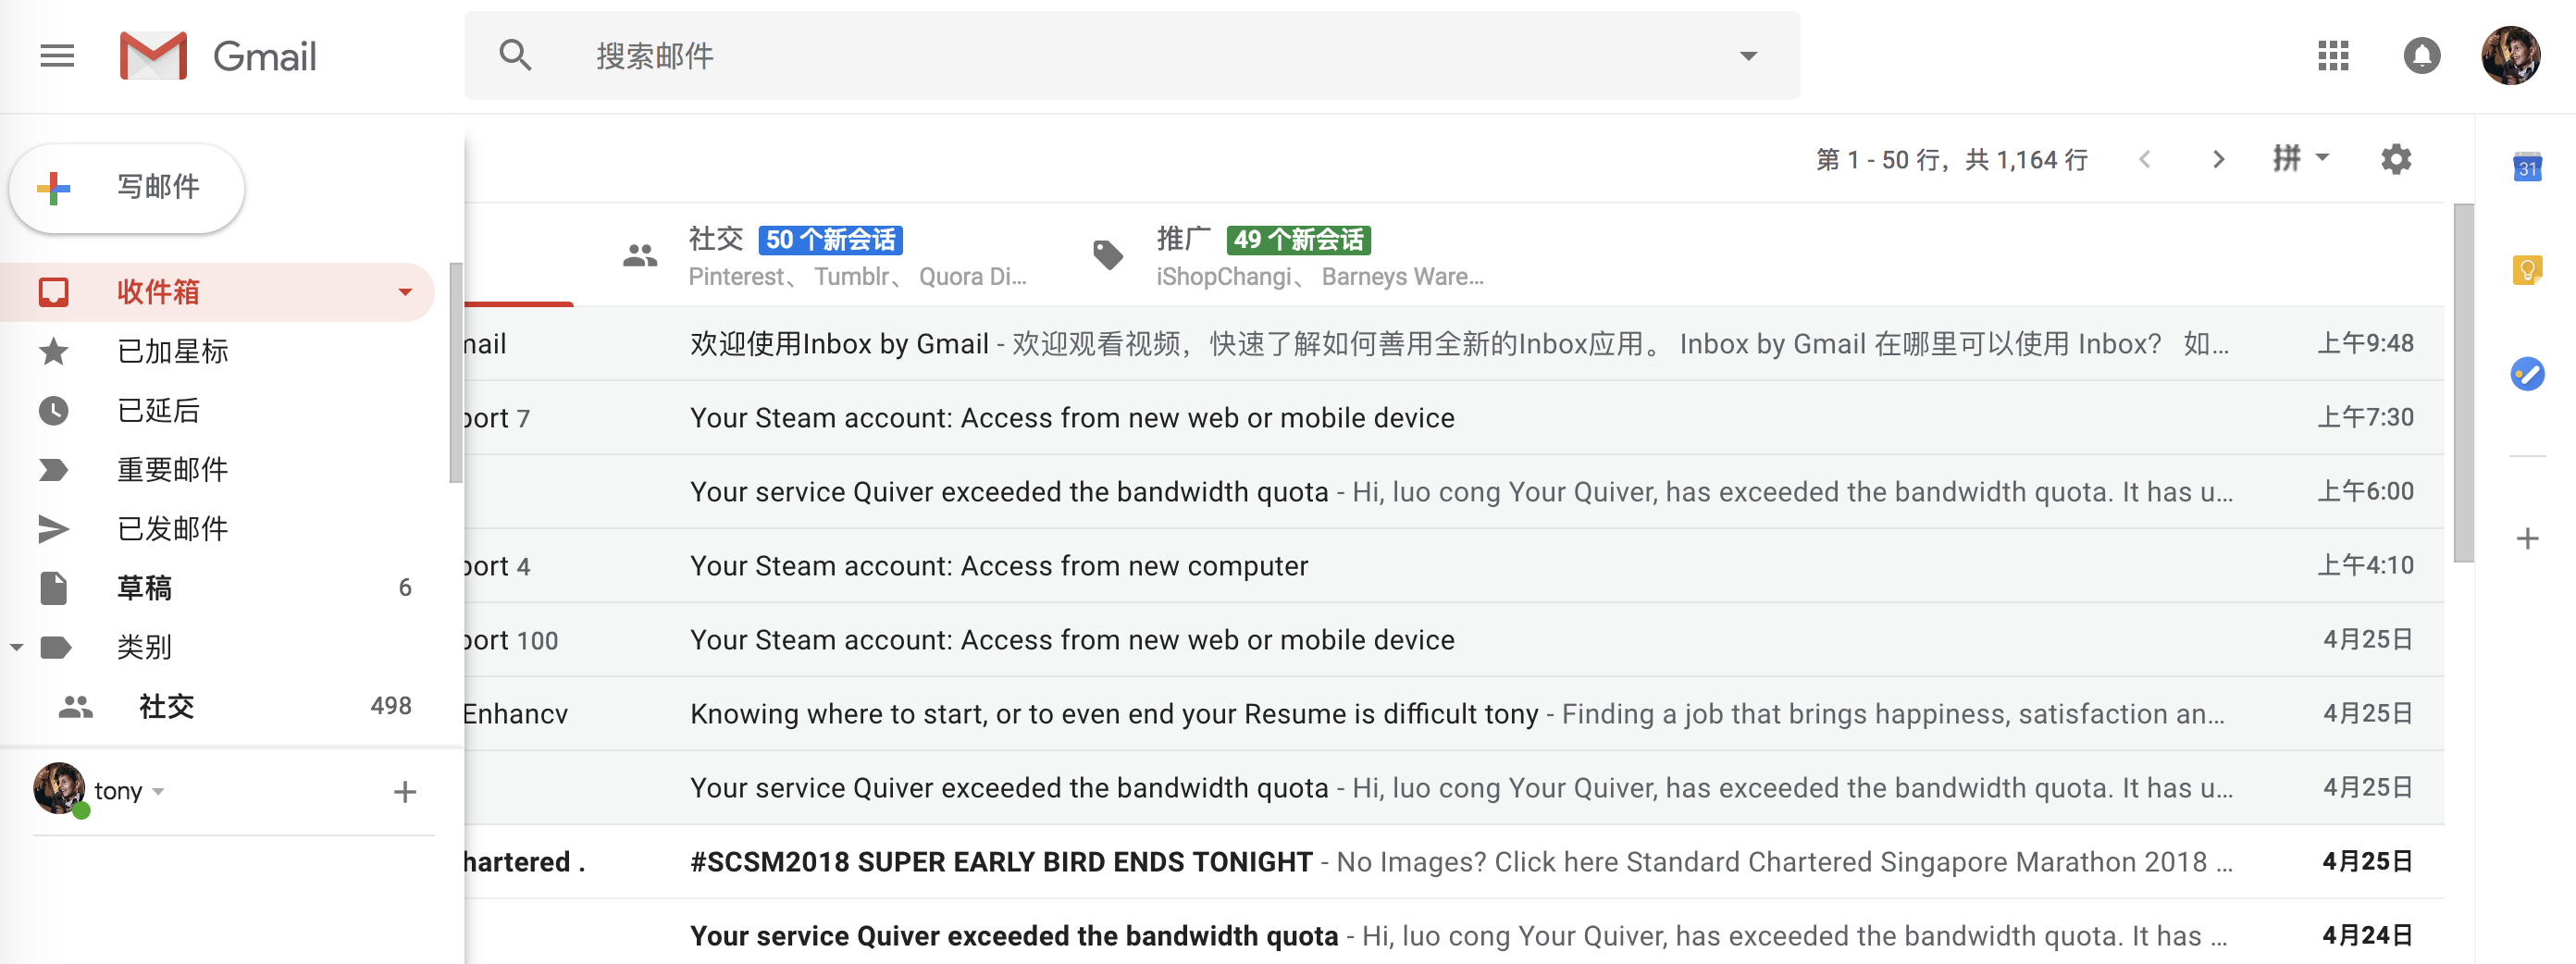 Gmail
搜索邮件
写邮件
第 1 - 50 行，共 1,164 行
拼
31
社交 50 个新会话
Pinterest、 Tumblr、 Quora Di...
推广 49 个新会话
iShopChangi、 Barneys Ware...
收件箱
已加星标
已延后
重要邮件
已发邮件
草稿 6
类别
社交 498
tony
欢迎使用Inbox by Gmail - 欢迎观看视频，快速了解如何善用全新的Inbox应用。 Inbox by Gmail 在哪里可以使用 Inbox？ 如... 上午9:48
7 Your Steam account: Access from new web or mobile device 上午7:30
Your service Quiver exceeded the bandwidth quota - Hi, luo cong Your Quiver, has exceeded the bandwidth quota. It has u... 上午6:00
4 Your Steam account: Access from new computer 上午4:10
100 Your Steam account: Access from new web or mobile device 4月25日
Enhancv Knowing where to start, or to even end your Resume is difficult tony - Finding a job that brings happiness, satisfaction an... 4月25日
Your service Quiver exceeded the bandwidth quota - Hi, luo cong Your Quiver, has exceeded the bandwidth quota. It has u... 4月25日
hartered . #SCSM2018 SUPER EARLY BIRD ENDS TONIGHT - No Images? Click here Standard Chartered Singapore Marathon 2018 ... 4月25日
Your service Quiver exceeded the bandwidth quota - Hi, luo cong Your Quiver, has exceeded the bandwidth quota. It has ... 4月24日